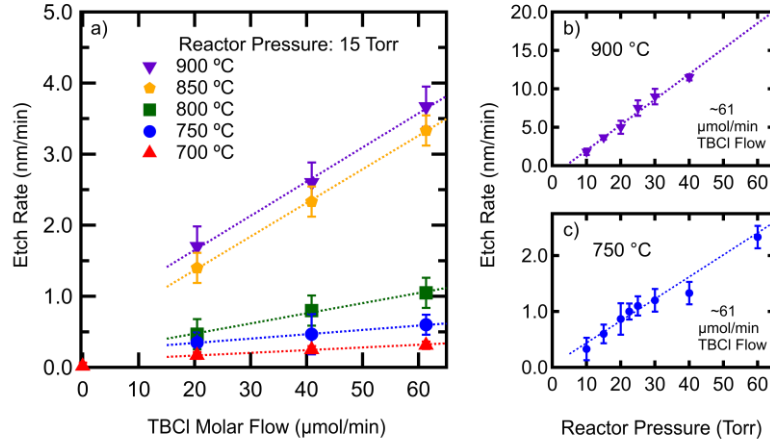 a)
Reactor Pressure: 15 Torr
900 ºC
850 ºC
800 ºC
750 ºC
700 ºC
5.0
4.0
3.0
2.0
1.0
0.0
Etch Rate (nm/min)
0 10 20 30 40 50 60
TBCl Molar Flow (µmol/min)
b)
900 ºC
~61
µmol/min
TBCl Flow
20.0
15.0
10.0
5.0
0.0
Etch Rate (nm/min)
0 10 20 30 40 50 60
c)
750 ºC
~61
µmol/min
TBCl Flow
2.0
1.0
0.0
0 10 20 30 40 50 60
Reactor Pressure (Torr)